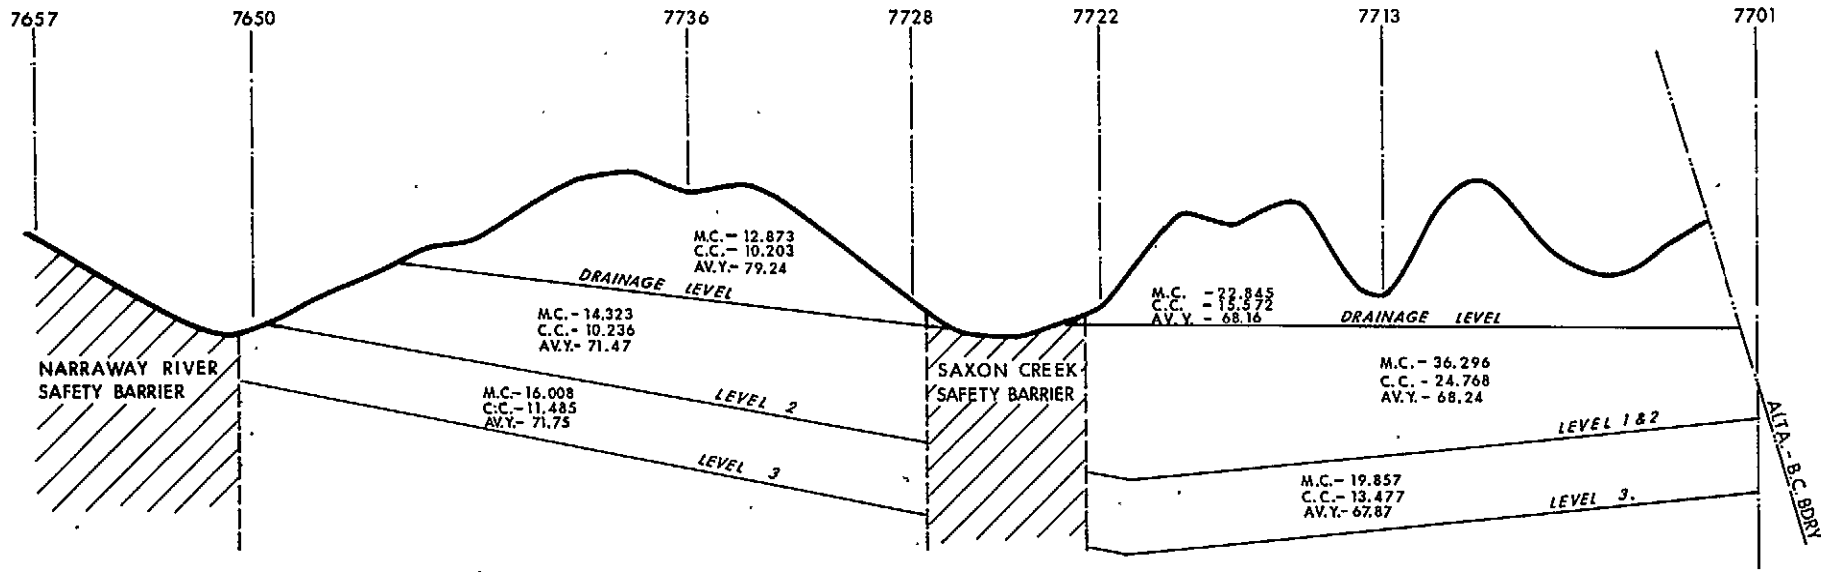 7657
7650
7736
7728
7722
7713
7701
M.C.- 12.873
C.C.- 10.203
AV.Y.- 79.24
DRAINAGE LEVEL
M.C.- 14.323
C.C.- 10.236
AV.Y.- 71.47
M.C. - 22.845
C.C. - 15.572
AV.Y. - 68.16
DRAINAGE LEVEL
NARRAWAY RIVER
SAFETY BARRIER
M.C.- 16.008
C.C.- 11.485
AV.Y.- 71.75
LEVEL 2
LEVEL 3
SAXON CREEK
SAFETY BARRIER
M.C.- 36.296
C.C. - 24.768
AV.Y.- 68.24
LEVEL 1 & 2
M.C.- 19.857
C.C.- 13.477
AV.Y.- 67.87
LEVEL 3.
ALTA.- B.C. BDRY